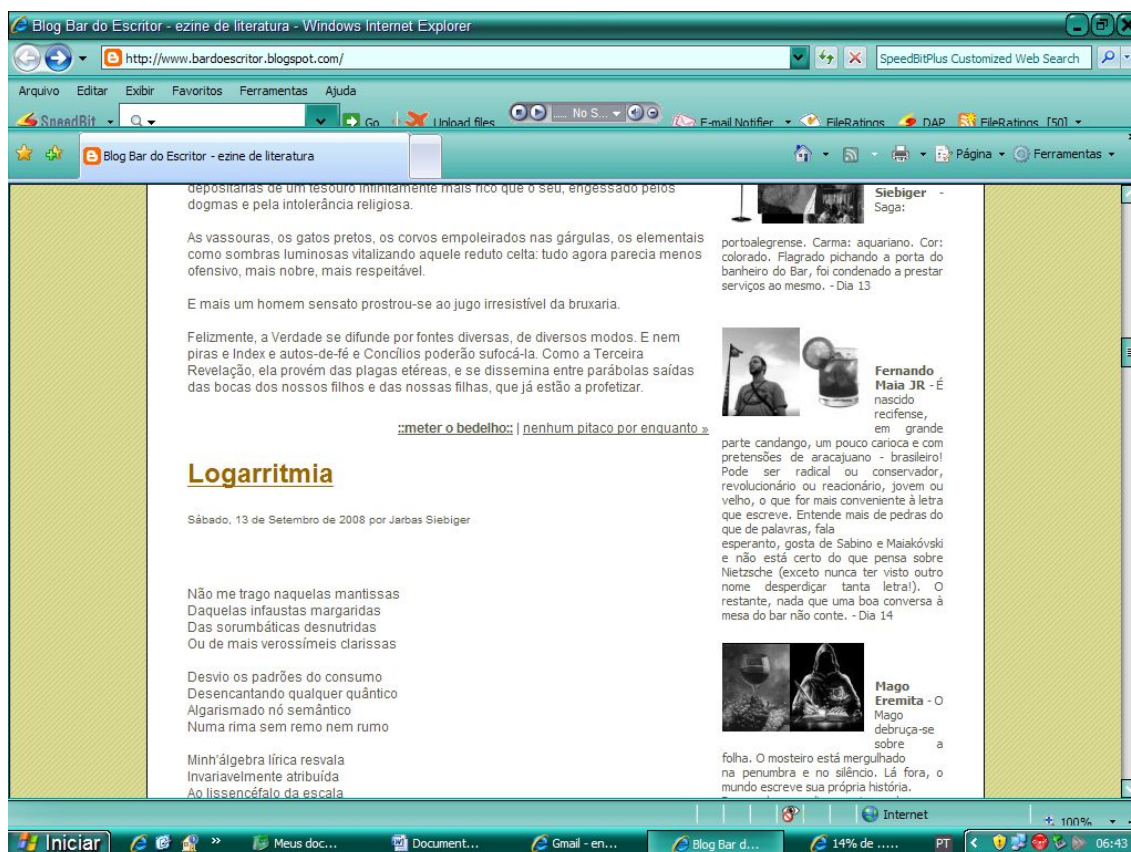 Blog Bar do Escritor - ezine de literatura - Windows Internet Explorer
http://www.bardoescritor.blogspot.com/
SpeedBitPlus Customized Web Search
Arquivo Editar Exibir Favoritos Ferramentas Ajuda
SpeedBit Go Upload files ..... No S... E-mail Notifier FileRatings DAP FileRatings [50]
Blog Bar do Escritor - ezine de literatura
Página Ferramentas
depositárias de um tesouro infinitamente mais rico que o seu, engessado pelos
dogmas e pela intolerância religiosa.
As vassouras, os gatos pretos, os corvos empoleirados nas gárgulas, os elementais
como sombras luminosas vitalizando aquele reduto celta: tudo agora parecia menos
ofensivo, mais nobre, mais respeitável.
E mais um homem sensato prostrou-se ao jugo irresistível da bruxaria.
Felizmente, a Verdade se difunde por fontes diversas, de diversos modos. E nem
piras e Index e autos-de-fé e Concílios poderão sufocá-la. Como a Terceira
Revelação, ela provém das plagas etéreas, e se dissemina entre parábolas saídas
das bocas dos nossos filhos e das nossas filhas, que já estão a profetizar.
::meter o bedelho:: | nenhum pitaco por enquanto »
Logarritmia
Sábado, 13 de Setembro de 2008 por Jarbas Siebiger
Não me trago naquelas mantissas
Daquelas infaustas margaridas
Das sorumbáticas desnutridas
Ou de mais verossímeis clarissas
Desvio os padrões do consumo
Desencantando qualquer quântico
Algarismado nó semântico
Numa rima sem remo nem rumo
Minh'álgebra lírica resvala
Invariavelmente atribuída
Ao lissencéfalo da escala
Siebiger -
Saga:
portoalegrense. Carma: aquariano. Cor:
colorado. Flagrado pichando a porta do
banheiro do Bar, foi condenado a prestar
serviços ao mesmo. - Dia 13
Fernando
Maia JR - É
nascido
recifense,
em grande
parte candango, um pouco carioca e com
pretensões de aracajuano - brasileiro!
Pode ser radical ou conservador,
revolucionário ou reacionário, jovem ou
velho, o que for mais conveniente à letra
que escreve. Entende mais de pedras do
que de palavras, fala
esperanto, gosta de Sabino e Maiakóvski
e não está certo do que pensa sobre
Nietzsche (exceto nunca ter visto outro
nome desperdiçar tanta letra!). O
restante, nada que uma boa conversa à
mesa do bar não conte. - Dia 14
Mago
Eremita - O
Mago
debruça-se
sobre a
folha. O mosteiro está mergulhado
na penumbra e no silêncio. Lá fora, o
mundo escreve sua própria história.
Internet
100%
Iniciar Meus doc... Document... Gmail - en... Blog Bar d... 14% de ..... PT 06:43